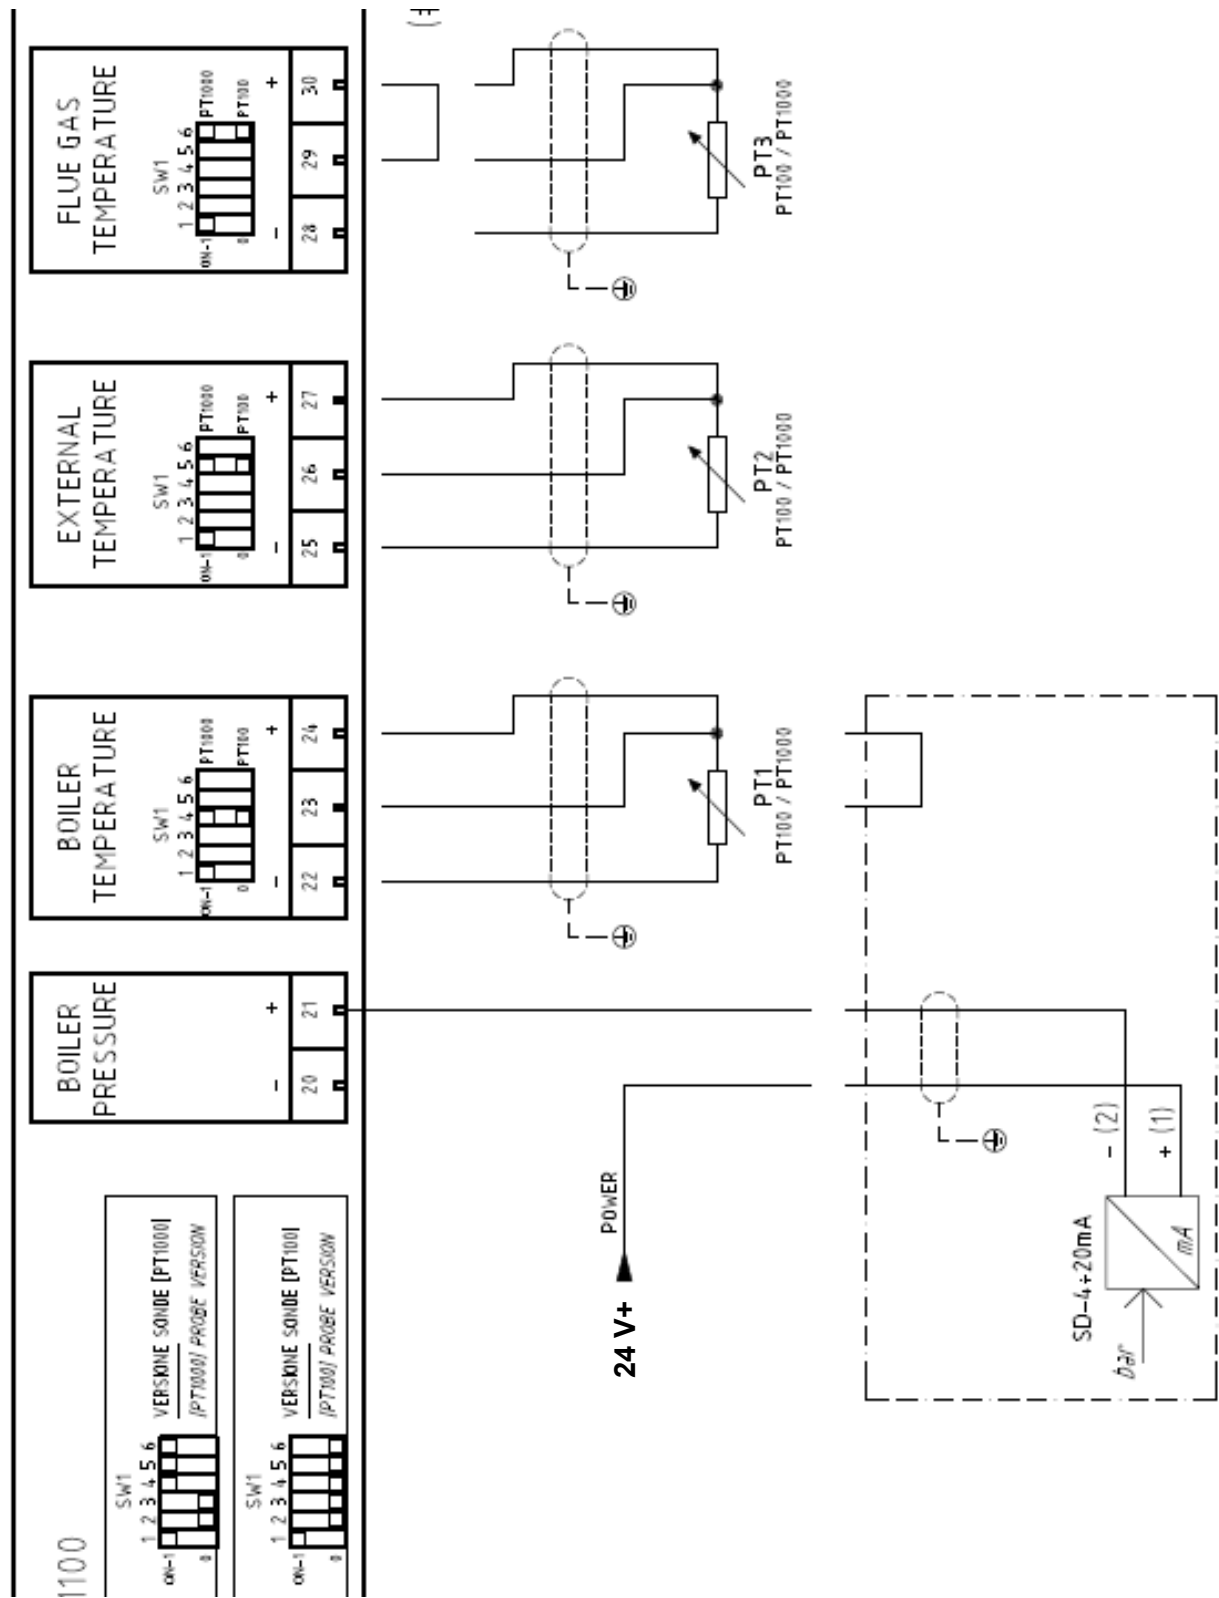 FLUE GAS
TEMPERATURE
SW1
1 2 3 4 5 6
PT1000
PT100
ON-1
0
- +
28 29 30
PT3
PT100 / PT1000
EXTERNAL
TEMPERATURE
SW1
1 2 3 4 5 6
PT1000
PT100
ON-1
0
- +
25 26 27
PT2
PT100 / PT1000
BOILER
TEMPERATURE
SW1
1 2 3 4 5 6
PT1000
PT100
ON-1
0
- +
22 23 24
PT1
PT100 / PT1000
BOILER
PRESSURE
- +
20 21
POWER
24 V+
- (2)
+ (1)
SD-4÷20mA
mA
bar
1100
SW1
1 2 3 4 5 6
ON-1
0
VERSIONE SONDE [PT1000]
[PT1000] PROBE VERSION
SW1
1 2 3 4 5 6
ON-1
0
VERSIONE SONDE [PT100]
[PT100] PROBE VERSION